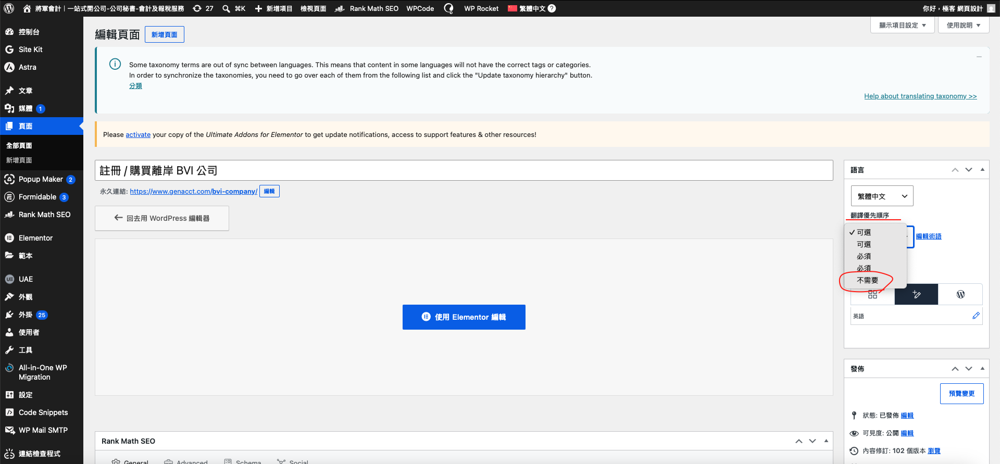 將軍會計｜一站式開公司-公司秘書-會計及報稅服務 27 ⌘K 新增項目 檢視頁面 Rank Math SEO WPCode WP Rocket 繁體中文 ? 你好，極客 網頁設計
控制台
Site Kit
Astra
文章
媒體 1
頁面
全部頁面
新增頁面
Popup Maker 2
Formidable 3
Rank Math SEO
Elementor
範本
UAE
外觀
外掛 25
使用者
工具
All-in-One WP
Migration
設定
Code Snippets
WP Mail SMTP
連結檢查程式
顯示項目設定 使用說明
編輯頁面 新增頁面
Some taxonomy terms are out of sync between languages. This means that content in some languages will not have the correct tags or categories.
In order to synchronize the taxonomies, you need to go over each of them from the following list and click the "Update taxonomy hierarchy" button.
分類
Help about translating taxonomy >>
Please activate your copy of the Ultimate Addons for Elementor to get update notifications, access to support features & other resources!
註冊 / 購買離岸 BVI 公司
永久連結: https://www.genacct.com/bvi-company/ 編輯
回去用 WordPress 編輯器
使用 Elementor 編輯
Rank Math SEO
General Advanced Schema Social
語言
繁體中文
翻譯優先順序
✓ 可選
可選
必須
必須
不需要
編輯術語
英語
發佈
預覽變更
狀態: 已發佈 編輯
可見度: 公開 編輯
內容修訂: 102 個版本 瀏覽